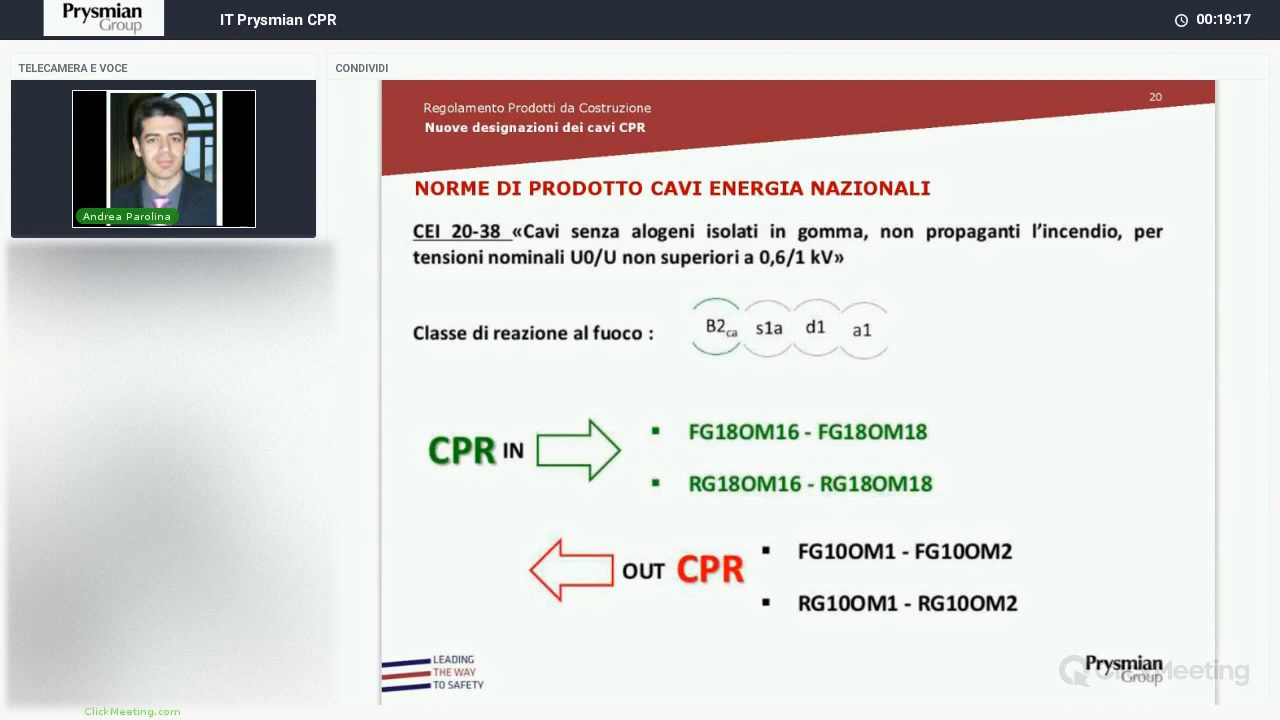 Prysmian
Group
IT Prysmian CPR
00:19:17
TELECAMERA E VOCE
CONDIVIDI
Andrea Parolina
Regolamento Prodotti da Costruzione
Nuove designazioni dei cavi CPR
20
NORME DI PRODOTTO CAVI ENERGIA NAZIONALI
CEI 20-38 «Cavi senza alogeni isolati in gomma, non propaganti l'incendio, per
tensioni nominali U0/U non superiori a 0,6/1 kV»
Classe di reazione al fuoco : B2ca s1a d1 a1
CPR IN
▪ FG18OM16 - FG18OM18
▪ RG18OM16 - RG18OM18
OUT CPR
▪ FG10OM1 - FG10OM2
▪ RG10OM1 - RG10OM2
LEADING
THE WAY
TO SAFETY
Prysmian
Group
ClickMeeting
ClickMeeting.com